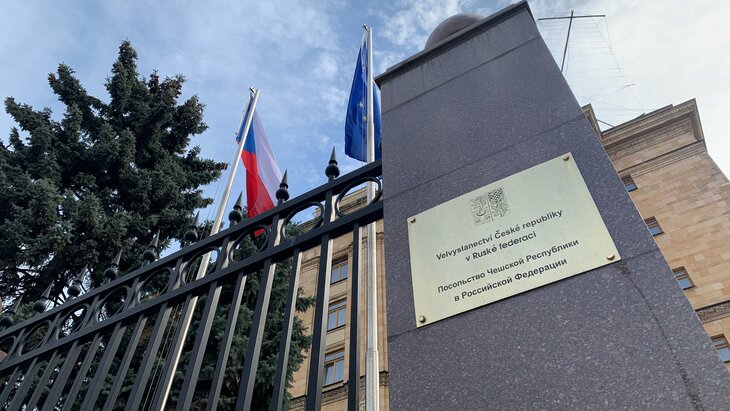 Velvyslanectví České republiky
v Ruské federaci
Посольство Чешской Республики
в Российской Федерации